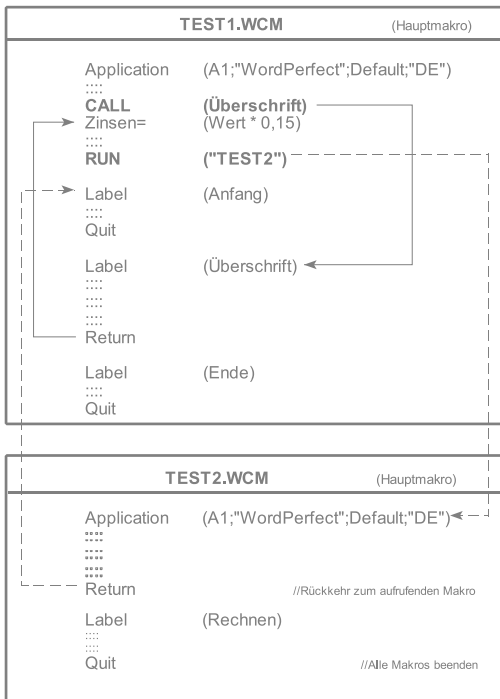 TEST1.WCM (Hauptmakro)
Application (A1;"WordPerfect";Default;"DE")
::::
CALL (Überschrift)
Zinsen= (Wert * 0,15)
::::
RUN ("TEST2")
Label (Anfang)
::::
Quit
Label (Überschrift)
::::
::::
::::
Return
Label (Ende)
::::
Quit
TEST2.WCM (Hauptmakro)
Application (A1;"WordPerfect";Default;"DE")
::::
::::
::::
Return //Rückkehr zum aufrufenden Makro
Label (Rechnen)
::::
::::
Quit //Alle Makros beenden